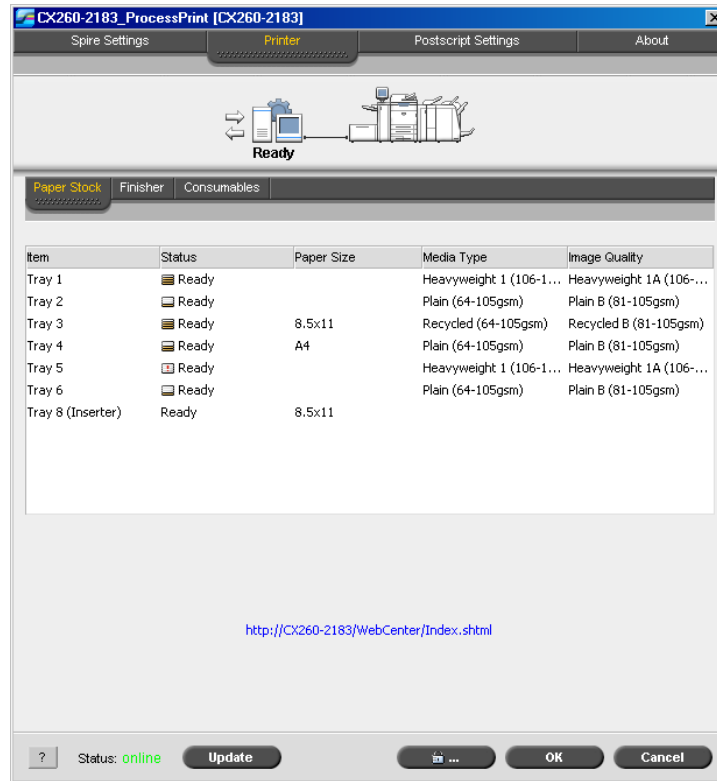 CX260-2183_ProcessPrint [CX260-2183]
Spire Settings Printer Postscript Settings About
Ready
Paper Stock Finisher Consumables
Item Status Paper Size Media Type Image Quality
Tray 1 Ready Heavyweight 1 (106-1... Heavyweight 1A (106-...
Tray 2 Ready Plain (64-105gsm) Plain B (81-105gsm)
Tray 3 Ready 8.5x11 Recycled (64-105gsm) Recycled B (81-105gsm)
Tray 4 Ready A4 Plain (64-105gsm) Plain B (81-105gsm)
Tray 5 Ready Heavyweight 1 (106-1... Heavyweight 1A (106-...
Tray 6 Ready Plain (64-105gsm) Plain B (81-105gsm)
Tray 8 (Inserter) Ready 8.5x11
http://CX260-2183/WebCenter/Index.shtml
? Status: online Update ... OK Cancel